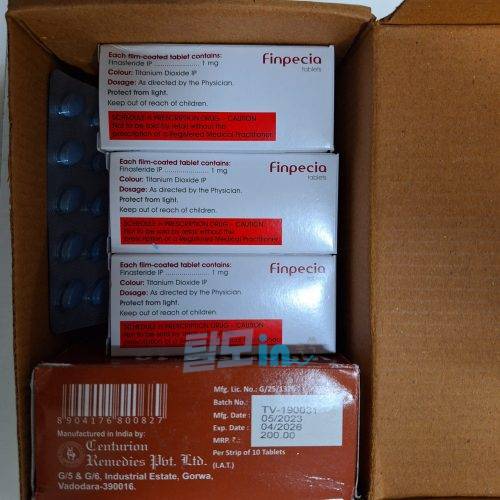 Each film-coated tablet contains:
Finasteride IP ........................ 1 mg
Colour: Titanium Dioxide IP
Dosage: As directed by the Physician.
Protect from light.
Keep out of reach of children.
SCHEDULE H PRESCRIPTION DRUG – CAUTION
Not to be sold by retail without the
prescription of a Registered Medical Practitioner.
Finpecia
tablets
Each film-coated tablet contains:
Finasteride IP ........................ 1 mg
Colour: Titanium Dioxide IP
Dosage: As directed by the Physician.
Protect from light.
Keep out of reach of children.
SCHEDULE H PRESCRIPTION DRUG – CAUTION
Not to be sold by retail without the
prescription of a Registered Medical Practitioner.
Finpecia
tablets
Each film-coated tablet contains:
Finasteride IP ........................ 1 mg
Colour: Titanium Dioxide IP
Dosage: As directed by the Physician.
Protect from light.
Keep out of reach of children.
SCHEDULE H PRESCRIPTION DRUG – CAUTION
Not to be sold by retail without the
prescription of a Registered Medical
Finpecia
tablets
탈모in
8 904176 800827
Manufactured in India by:
Centurion
Remedies Pvt. Ltd.
G/5 & G/6, Industrial Estate, Gorwa,
Vadodara-390016.
Mfg. Lic. No.: G/25/1326
Batch No.: TV-190031
Mfg. Date : 05/2023
Exp. Date : 04/2026
MRP. ₹.: 200.00
Per Strip of 10 Tablets
(I.A.T.)